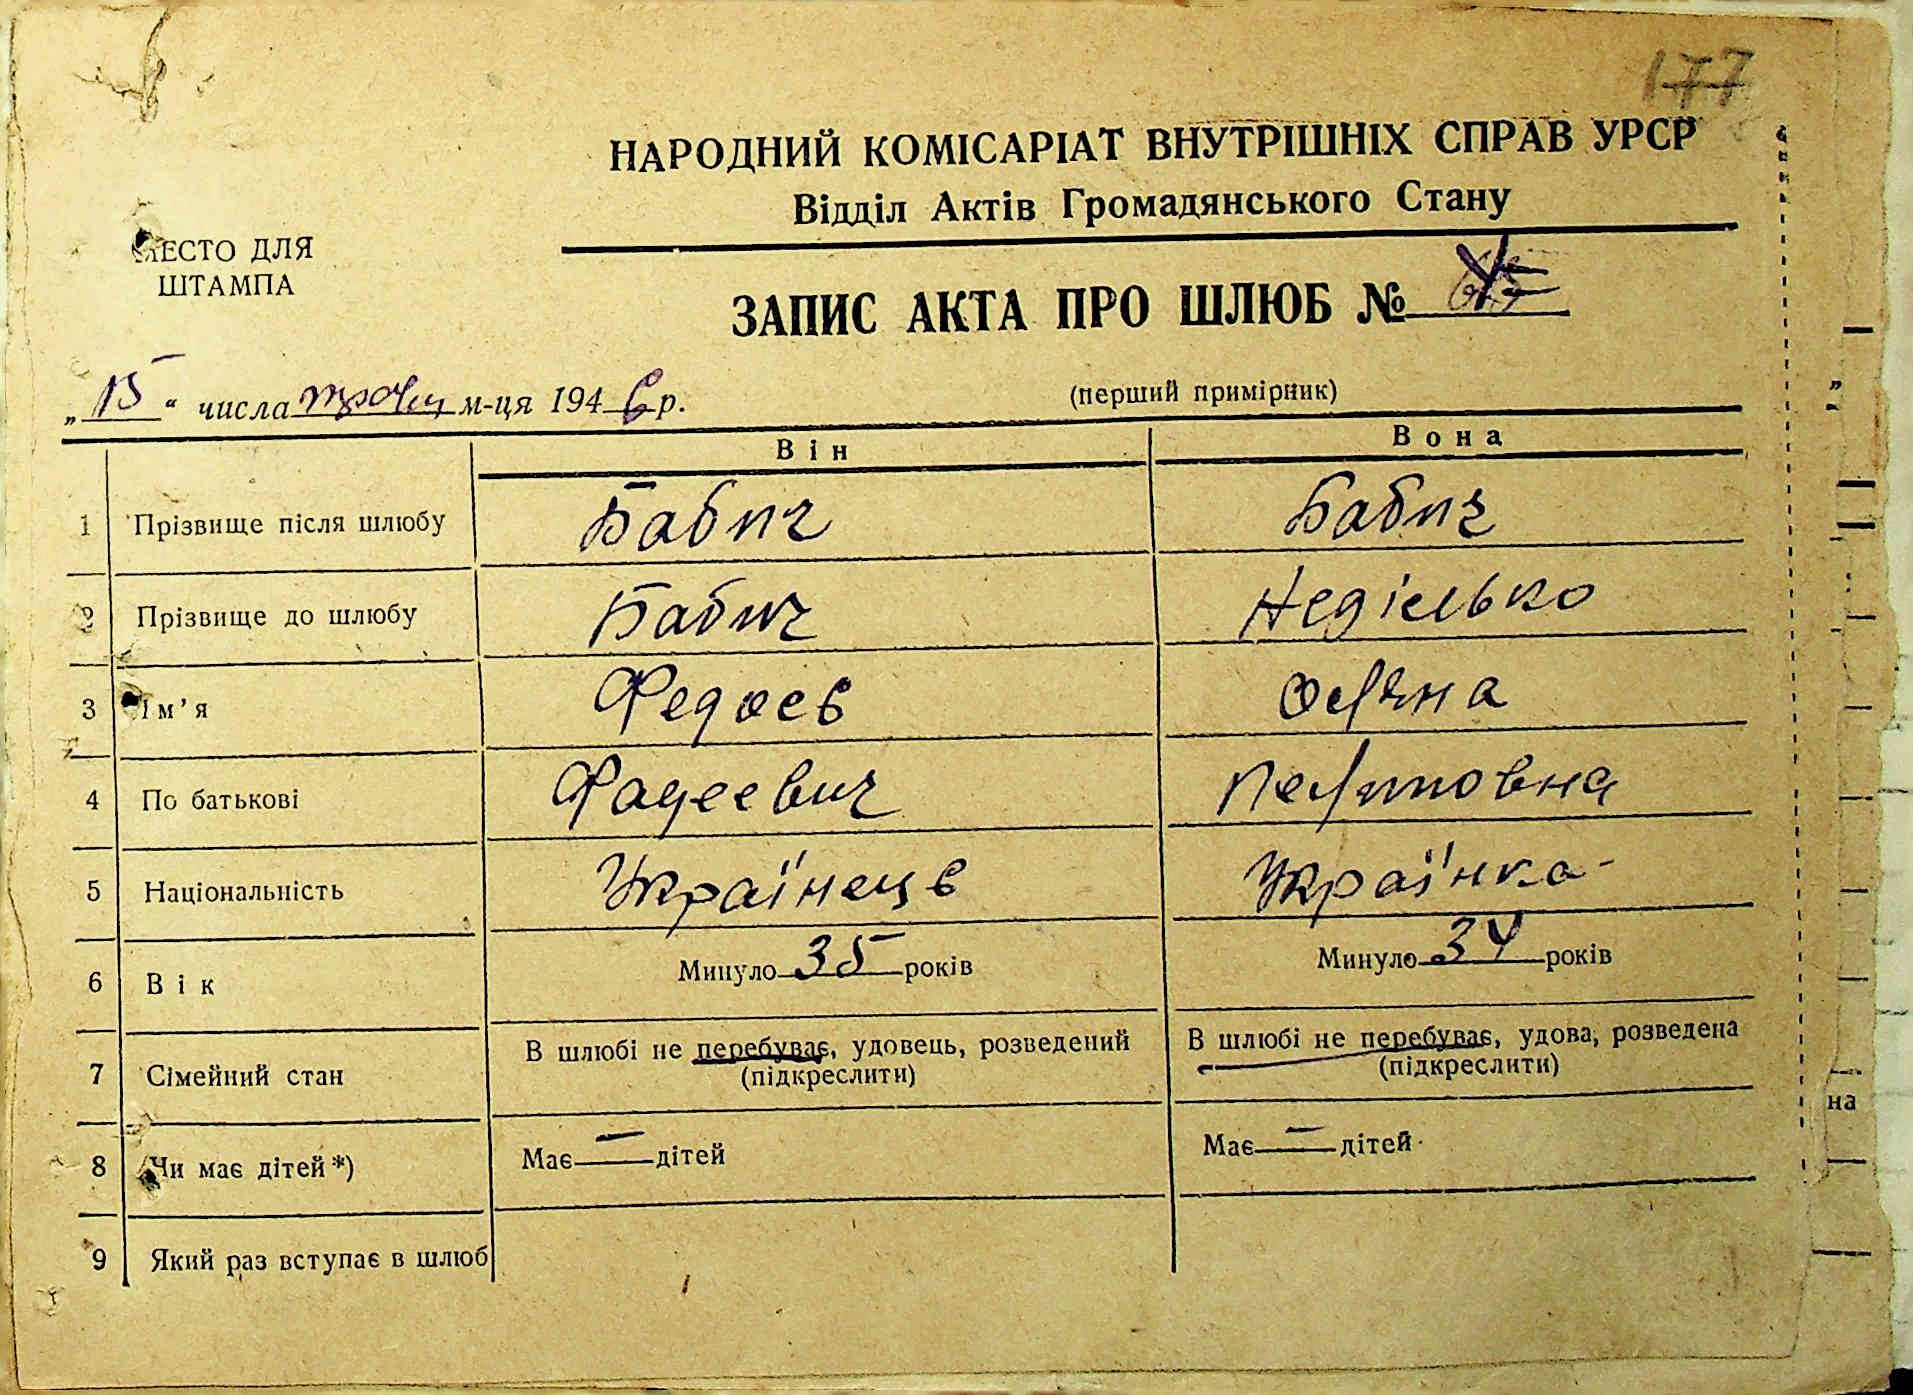 177
НАРОДНИЙ КОМІСАРІАТ ВНУТРІШНІХ СПРАВ УРСР
Відділ Актів Громадянського Стану
МЕСТО ДЛЯ
ШТАМПА
ЗАПИС АКТА ПРО ШЛЮБ №
„15“ числа м-ця 1946 р.
(перший примірник)
Він Вона
1 Прізвище після шлюбу Бабич Бабич
2 Прізвище до шлюбу Бабич Неділько
3 Ім'я Федось
4 По батькові Фадеевич
5 Національність Українець Українка
6 Вік Минуло 35 років Минуло 34 років
7 Сімейний стан В шлюбі не перебуває, удовець, розведений В шлюбі не перебуває, удова, розведена
(підкреслити) (підкреслити)
на
8 Чи має дітей*) Має — дітей Має — дітей
9 Який раз вступає в шлюб